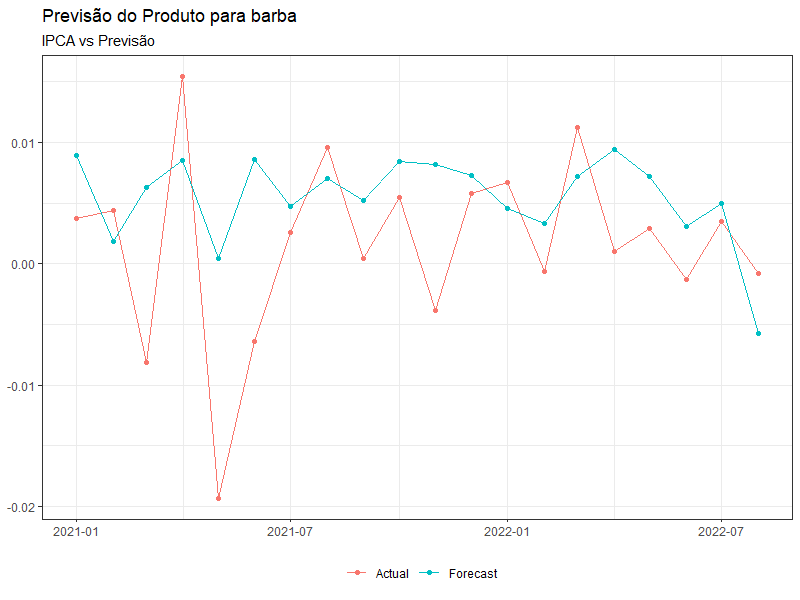 Previsão do Produto para barba
IPCA vs Previsão
0.01
0.00
-0.01
-0.02
2021-01 2021-07 2022-01 2022-07
Actual Forecast